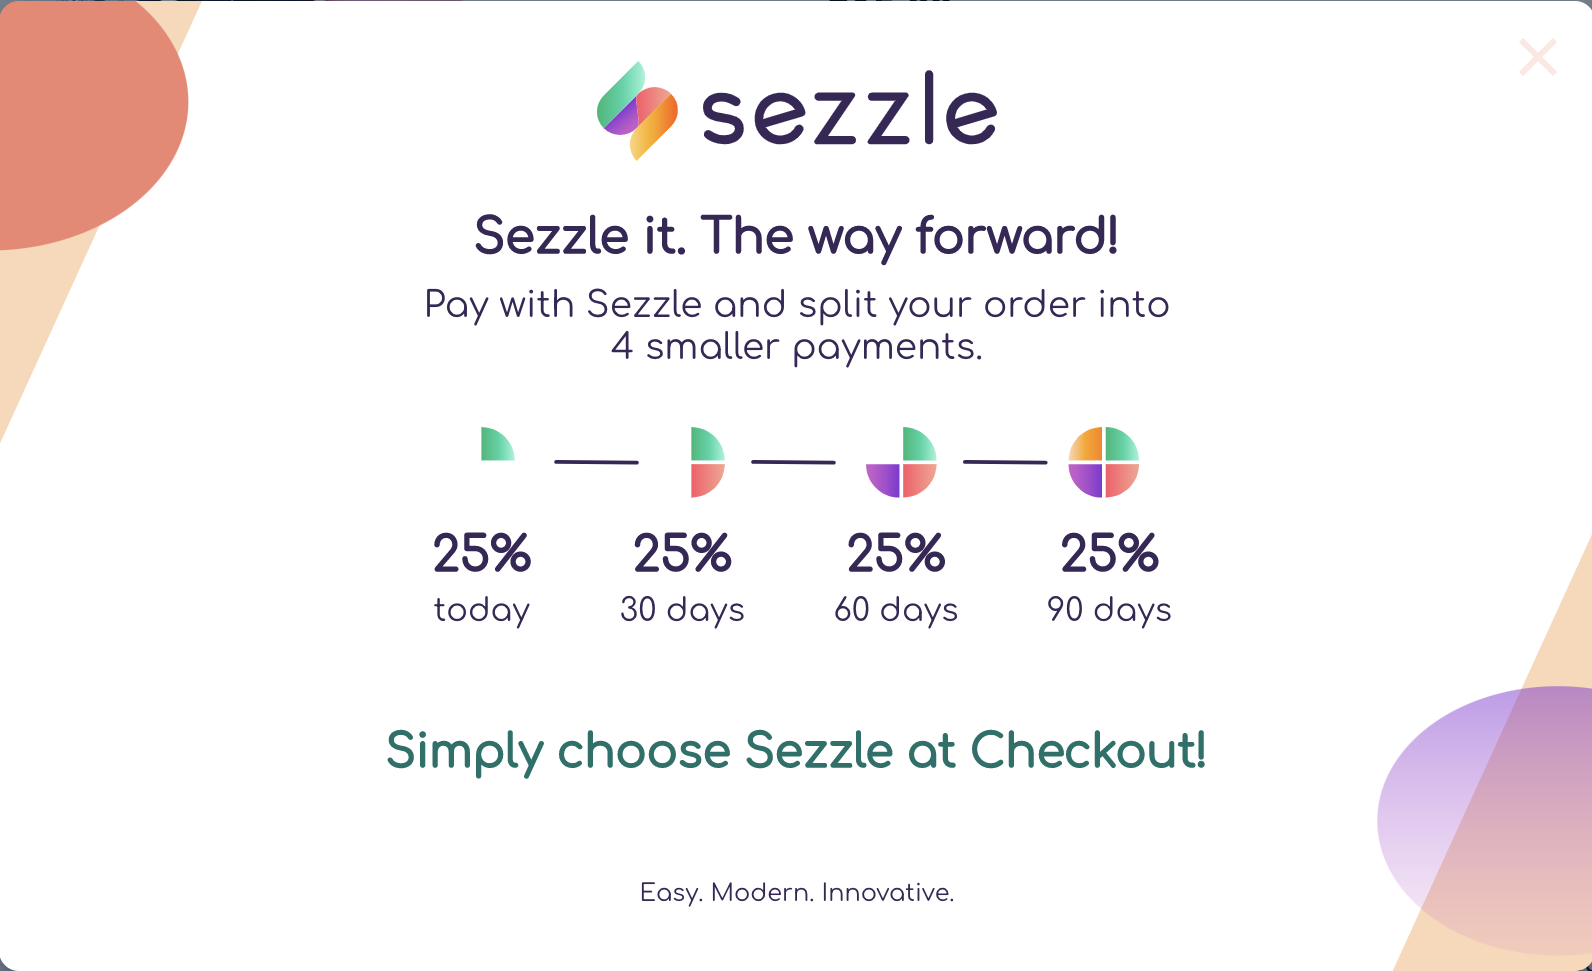 sezzle
Sezzle it. The way forward!
Pay with Sezzle and split your order into
4 smaller payments.
25% 25% 25% 25%
today 30 days 60 days 90 days
Simply choose Sezzle at Checkout!
Easy. Modern. Innovative.